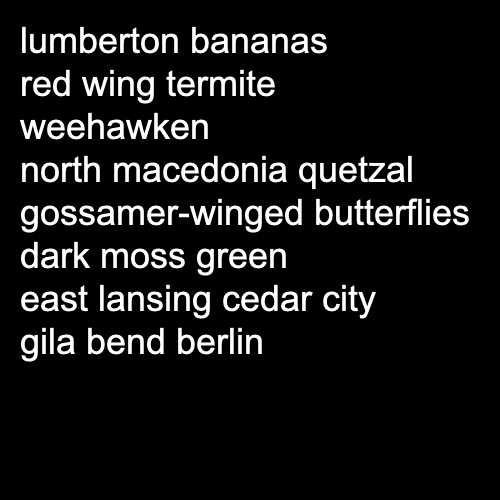 lumberton bananas
red wing termite
weehawken
north macedonia quetzal
gossamer-winged butterflies
dark moss green
east lansing cedar city
gila bend berlin